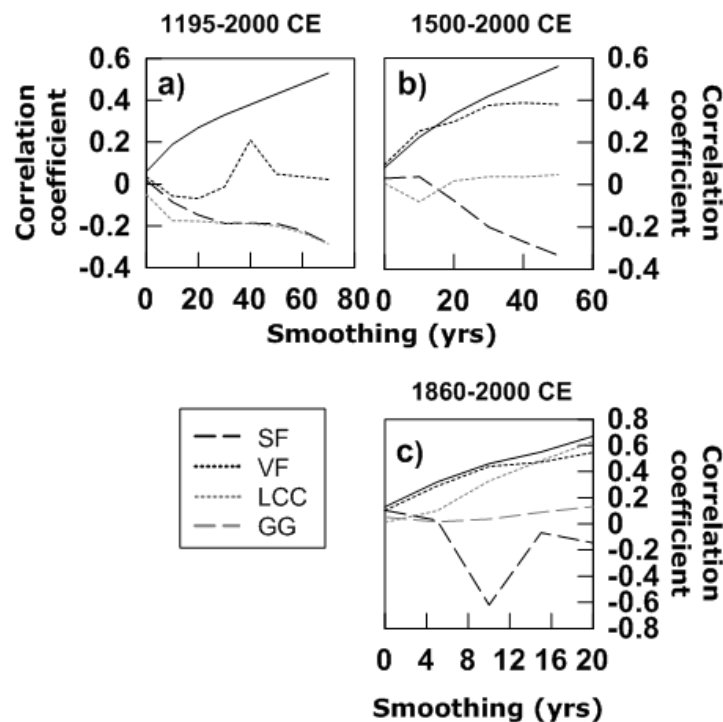 1195-2000 CE
1500-2000 CE
a)
b)
Correlation
coefficient
0.6
0.4
0.2
0
-0.2
-0.4
0 20 40 60 80
0.6
0.4
0.2
0
-0.2
-0.4
0 20 40 60
Correlation
coefficient
Smoothing (yrs)
1860-2000 CE
SF
VF
LCC
GG
c)
0.8
0.6
0.4
0.2
0
-0.2
-0.4
-0.6
-0.8
0 4 8 12 16 20
Correlation
coefficient
Smoothing (yrs)